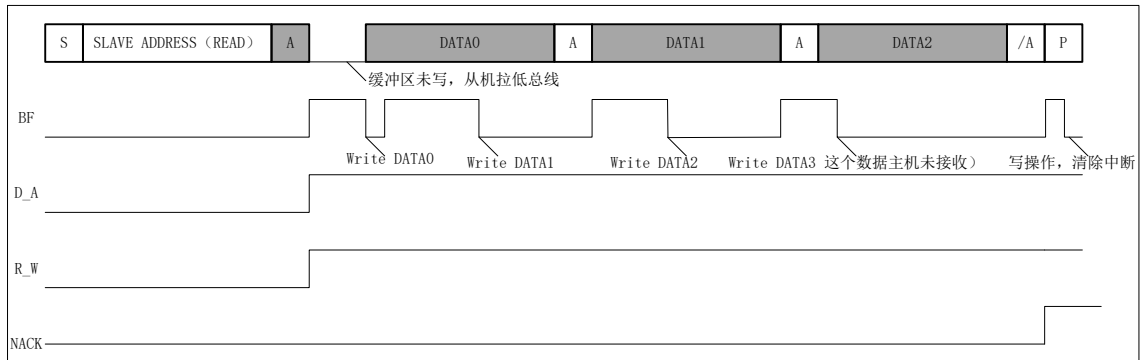 S SLAVE ADDRESS（READ） A DATA0 A DATA1 A DATA2 /A P
缓冲区未写，从机拉低总线
BF
Write DATA0 Write DATA1 Write DATA2 Write DATA3 这个数据主机未接收） 写操作，清除中断
D_A
R_W
NACK